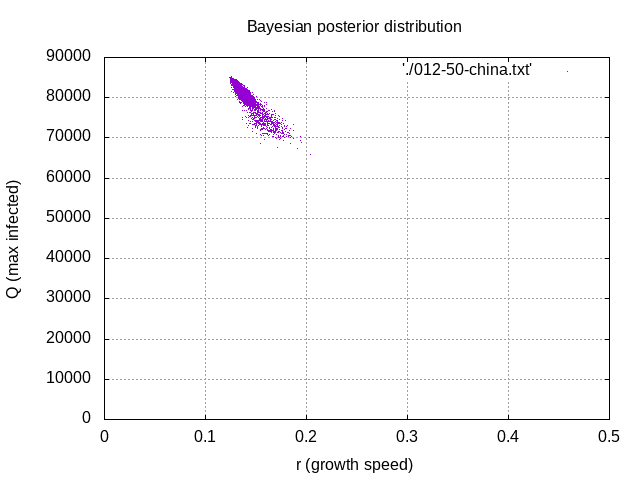 Bayesian posterior distribution
'./012-50-china.txt'
90000
80000
70000
60000
50000
40000
30000
20000
10000
0
Q (max infected)
0 0.1 0.2 0.3 0.4 0.5
r (growth speed)